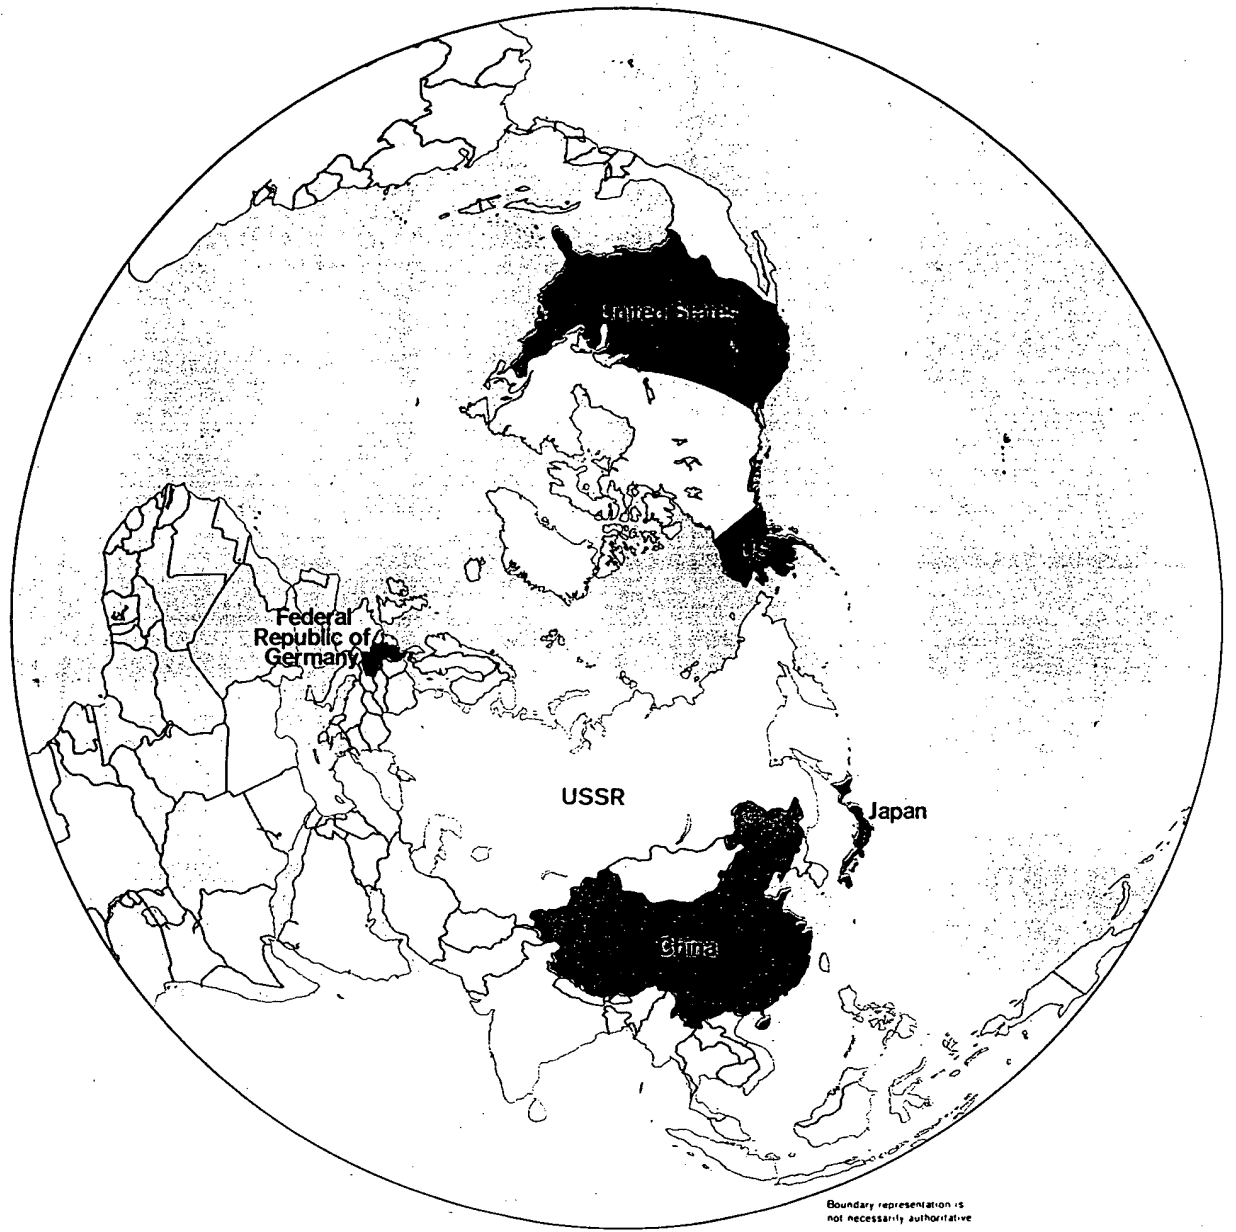 United States
US
Federal
Republic of
Germany
USSR
Japan
China
Boundary representation is
not necessarily authoritative